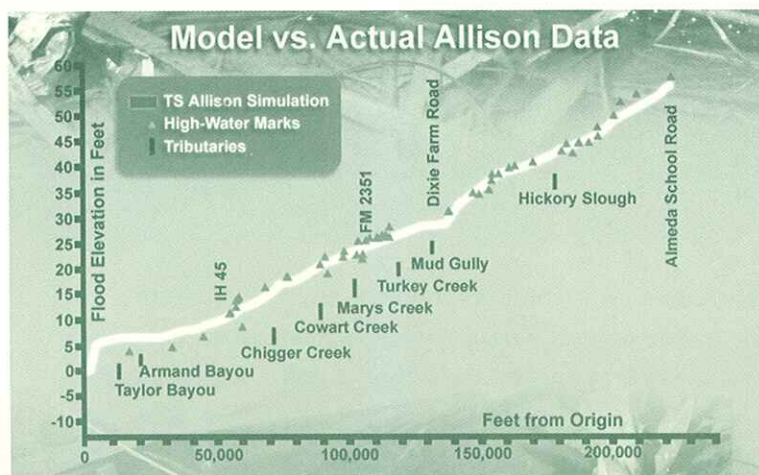 Model vs. Actual Allison Data
60
55
50
45
40
35
30
25
20
15
10
5
0
-5
-10
Flood Elevation in Feet
TS Allison Simulation
High-Water Marks
Tributaries
IH 45
FM 2351
Dixie Farm Road
Almeda School Road
Hickory Slough
Mud Gully
Turkey Creek
Marys Creek
Cowart Creek
Chigger Creek
Armand Bayou
Taylor Bayou
Feet from Origin
0
50,000
100,000
150,000
200,000